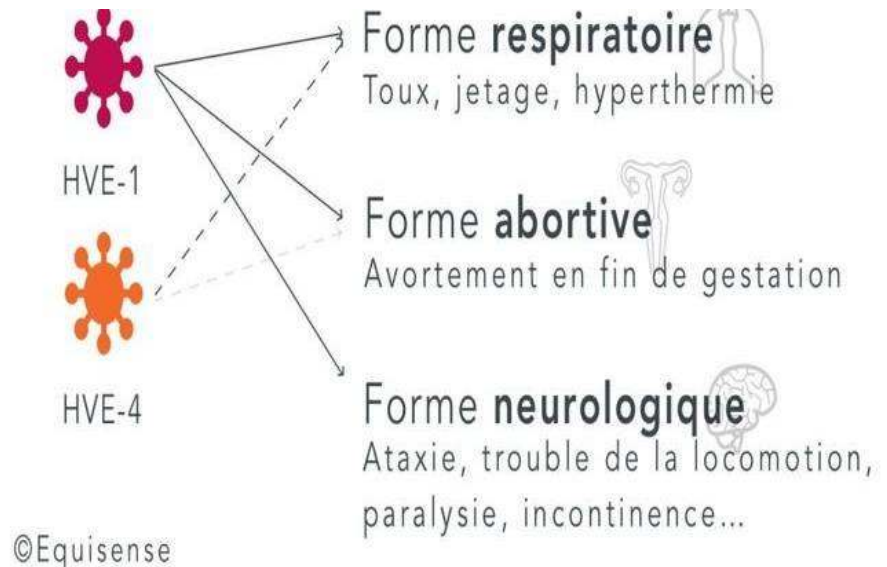 Forme respiratoire
Toux, jetage, hyperthermie
HVE-1
Forme abortive
Avortement en fin de gestation
HVE-4
Forme neurologique
Ataxie, trouble de la locomotion,
paralysie, incontinence...
©Equisense